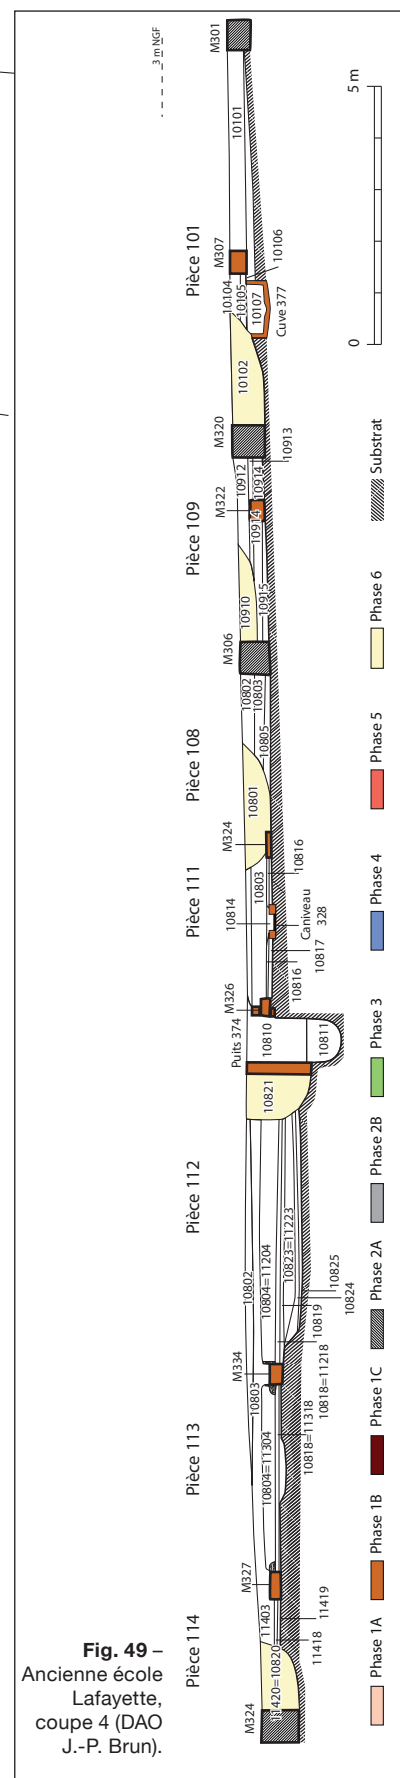 Pièce 114
Pièce 113
Pièce 112
Pièce 111
Pièce 108
Pièce 109
Pièce 101
3 m NGF
M324
11420=10820
11403
M327
11418
11419
10804=11304
10803
10802
M334
10818=11318
10818=11218
10819
10804=11204
10823=11223
10824
10825
10821
Puits 374
10810
10811
M326
10816
10817
10814
Caniveau
328
10803
10816
M324
10801
10805
10803
10802
M306
10910
10915
10914
M322
10912
10914
10913
M320
10102
10104
10105
10107
Cuve 377
10106
M307
10101
M301
0
5 m
Phase 1A
Phase 1B
Phase 1C
Phase 2A
Phase 2B
Phase 3
Phase 4
Phase 5
Phase 6
Substrat
Fig. 49 –
Ancienne école
Lafayette,
coupe 4 (DAO
J.-P. Brun).